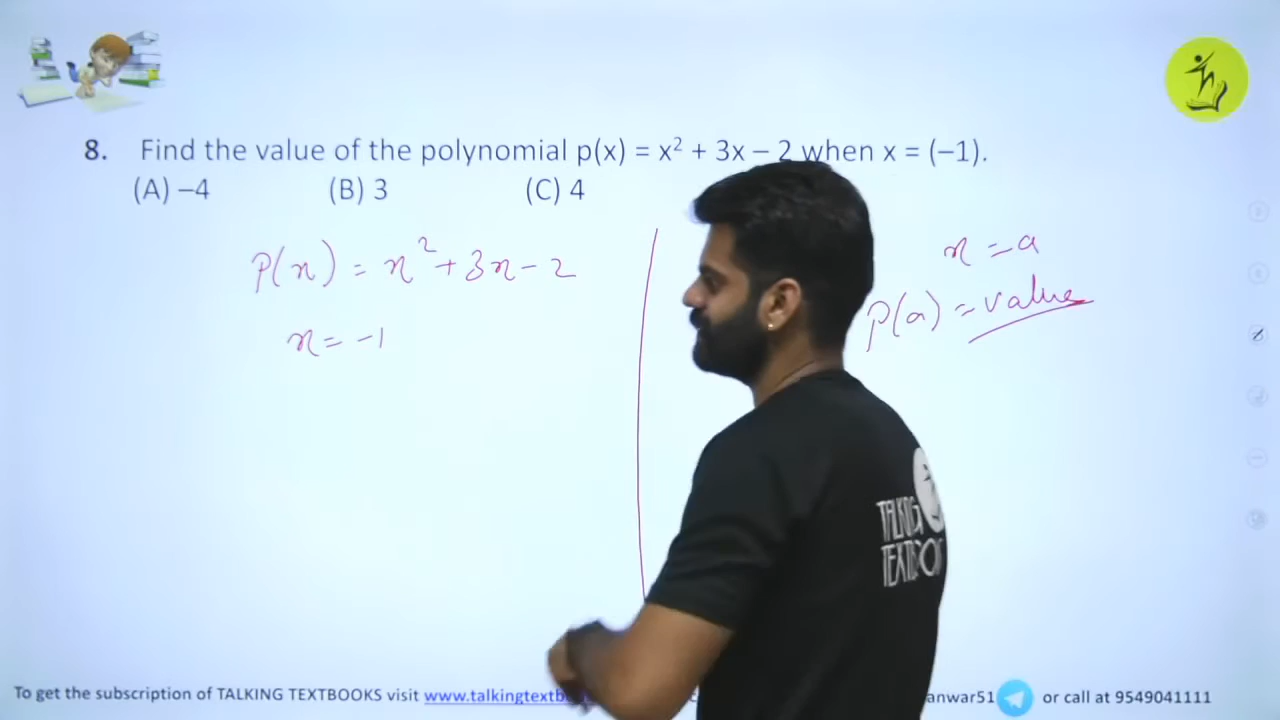 8. Find the value of the polynomial p(x) = x² + 3x – 2 when x = (–1).
(A) –4 (B) 3 (C) 4
p(x) = x² + 3x - 2
x = -1
x = a
p(a) = value
TALKING
To get the subscription of TALKING TEXTBOOKS visit www.talkingtextb anwar51 or call at 9549041111